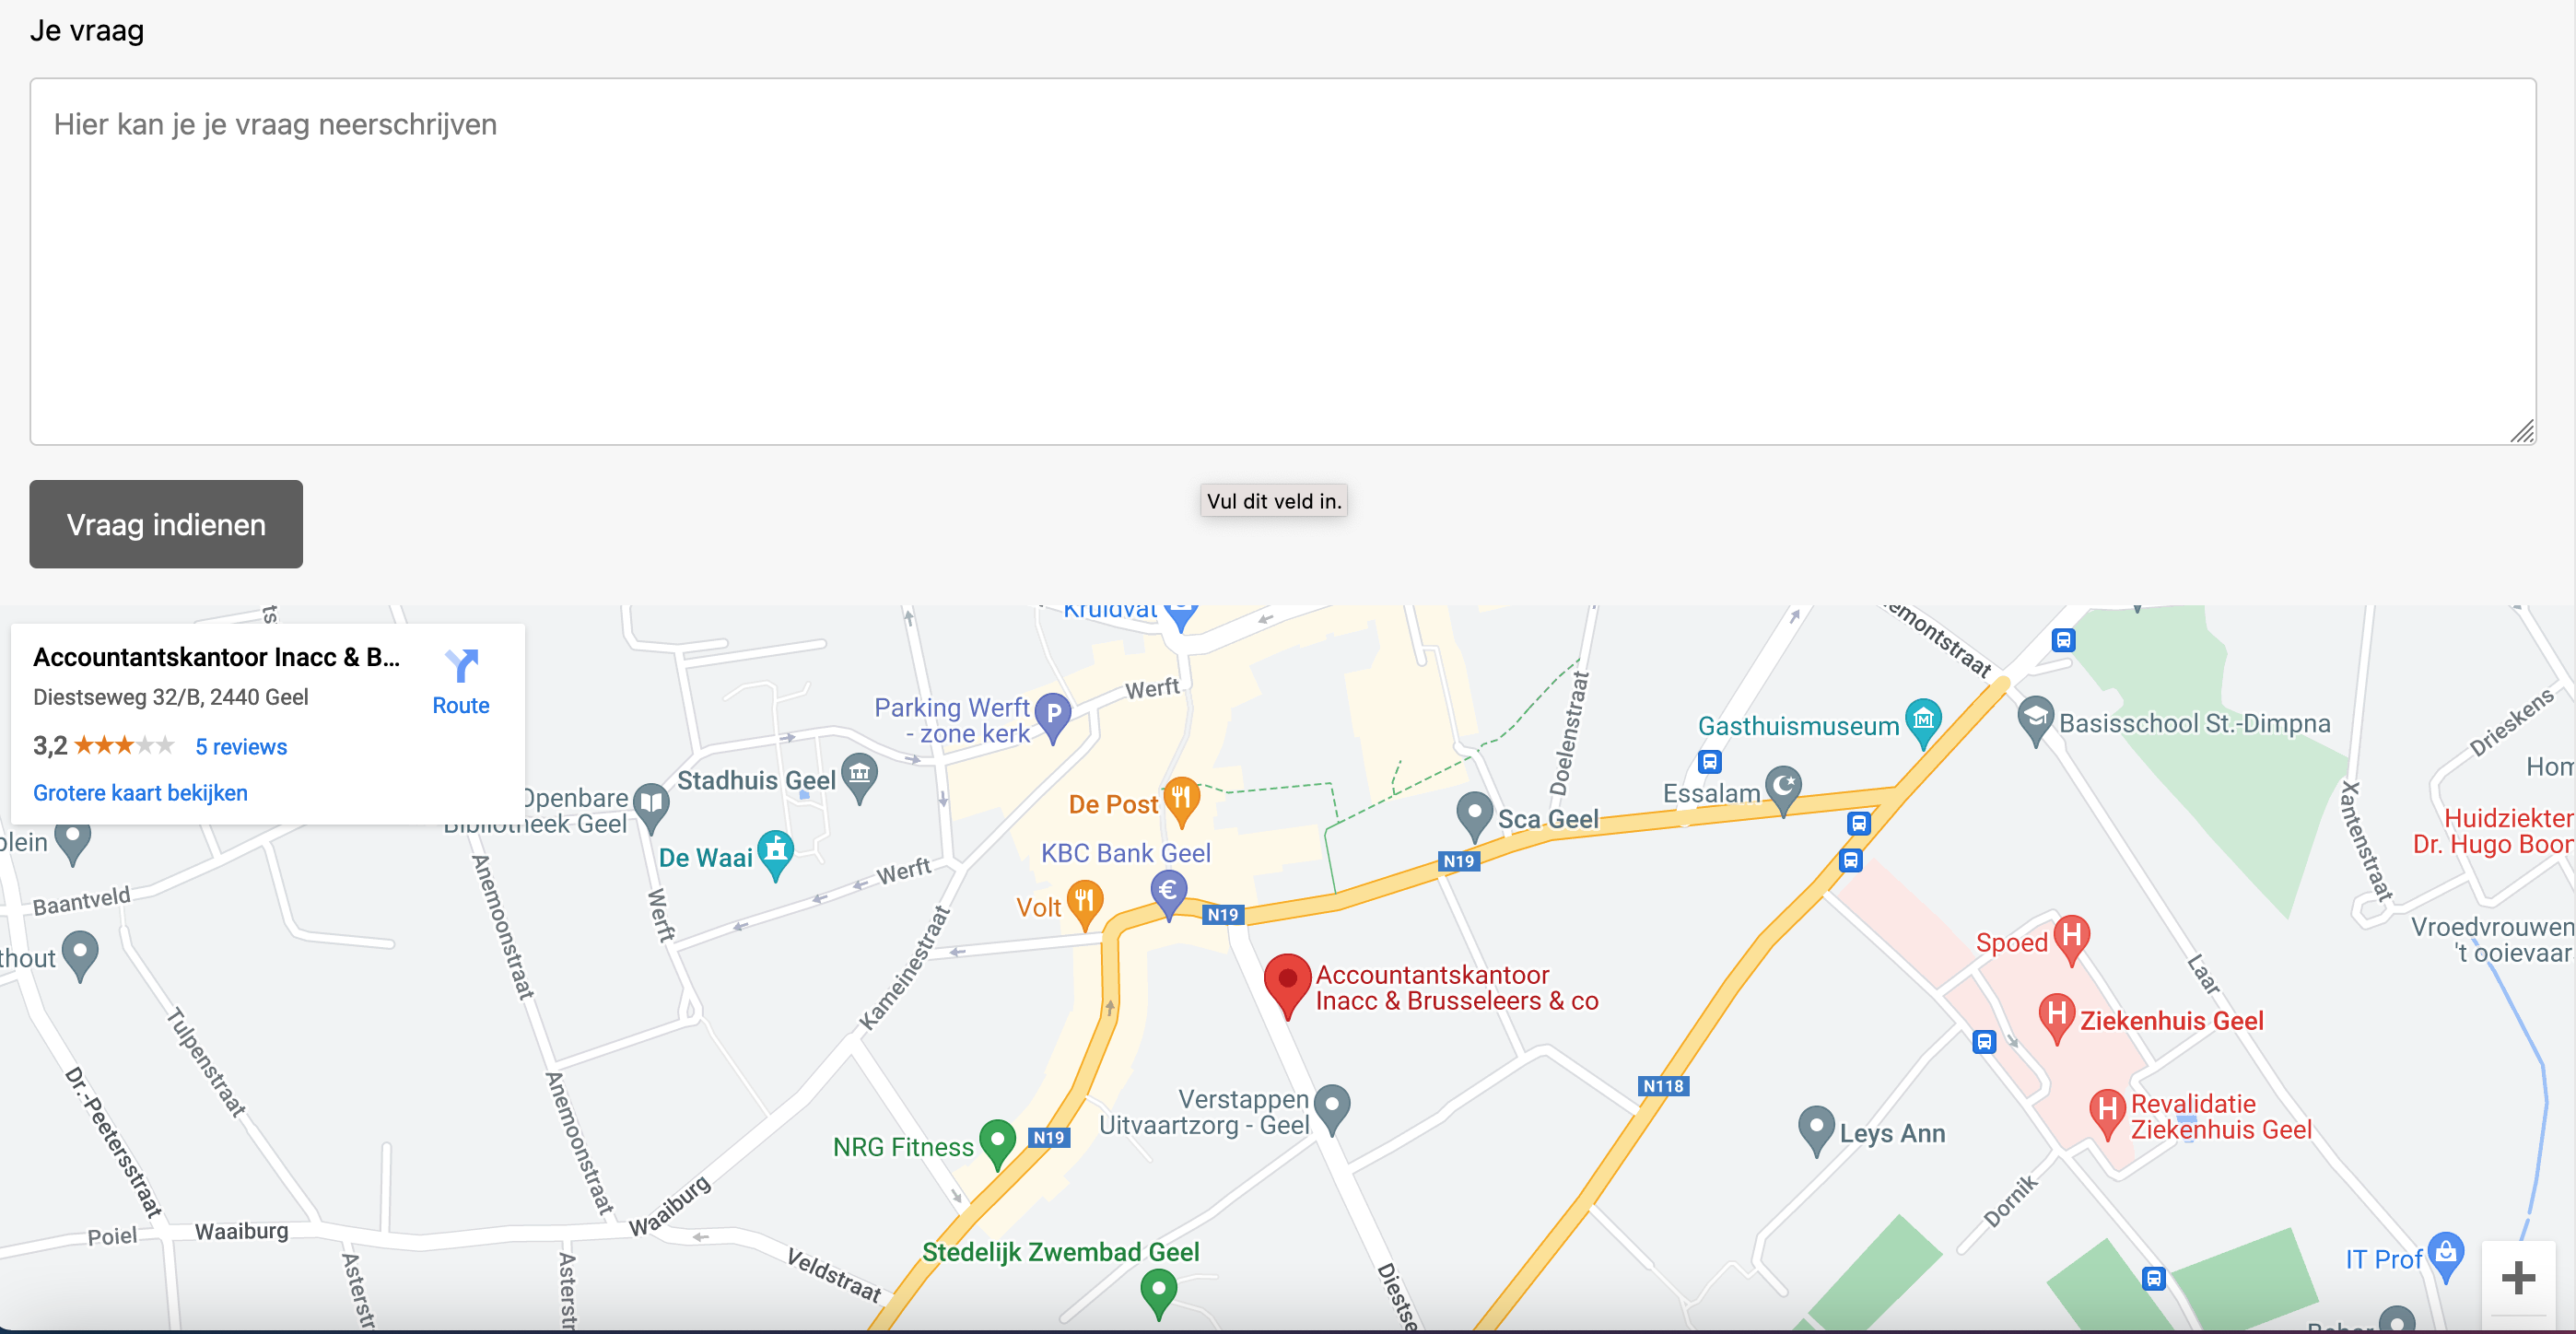 Je vraag
Hier kan je je vraag neerschrijven
Vraag indienen
Vul dit veld in.
Accountantskantoor Inacc & B...
Diestseweg 32/B, 2440 Geel
3,2
5 reviews
Grotere kaart bekijken
Route
Kruidvat
Werft
Parking Werft
- zone kerk
Stadhuis Geel
Openbare
Bibliotheek Geel
De Waai
De Post
KBC Bank Geel
Volt
Werft
Werft
N19
N19
Sca Geel
Doelenstraat
Essalam
Gasthuismuseum
emontstraat
Basisschool St.-Dimpna
Drieskens
Hom
Xantenstraat
Huidziekten
Dr. Hugo Boon
Vroedvrouwen
't ooievaar
plein
Baantveld
thout
Anemoonstraat
Tulpenstraat
Kameinestraat
Accountantskantoor
Inacc & Brusseleers & co
Spoed
Ziekenhuis Geel
Revalidatie
Ziekenhuis Geel
Laar
N118
Leys Ann
Dornik
Verstappen
Uitvaartzorg - Geel
NRG Fitness
N19
Dr.-Peetersstraat
Anemoonstraat
Poiel
Waaiburg
Waaiburg
Veldstraat
Asterstr
Asterstr
Stedelijk Zwembad Geel
Diestse
IT Prof